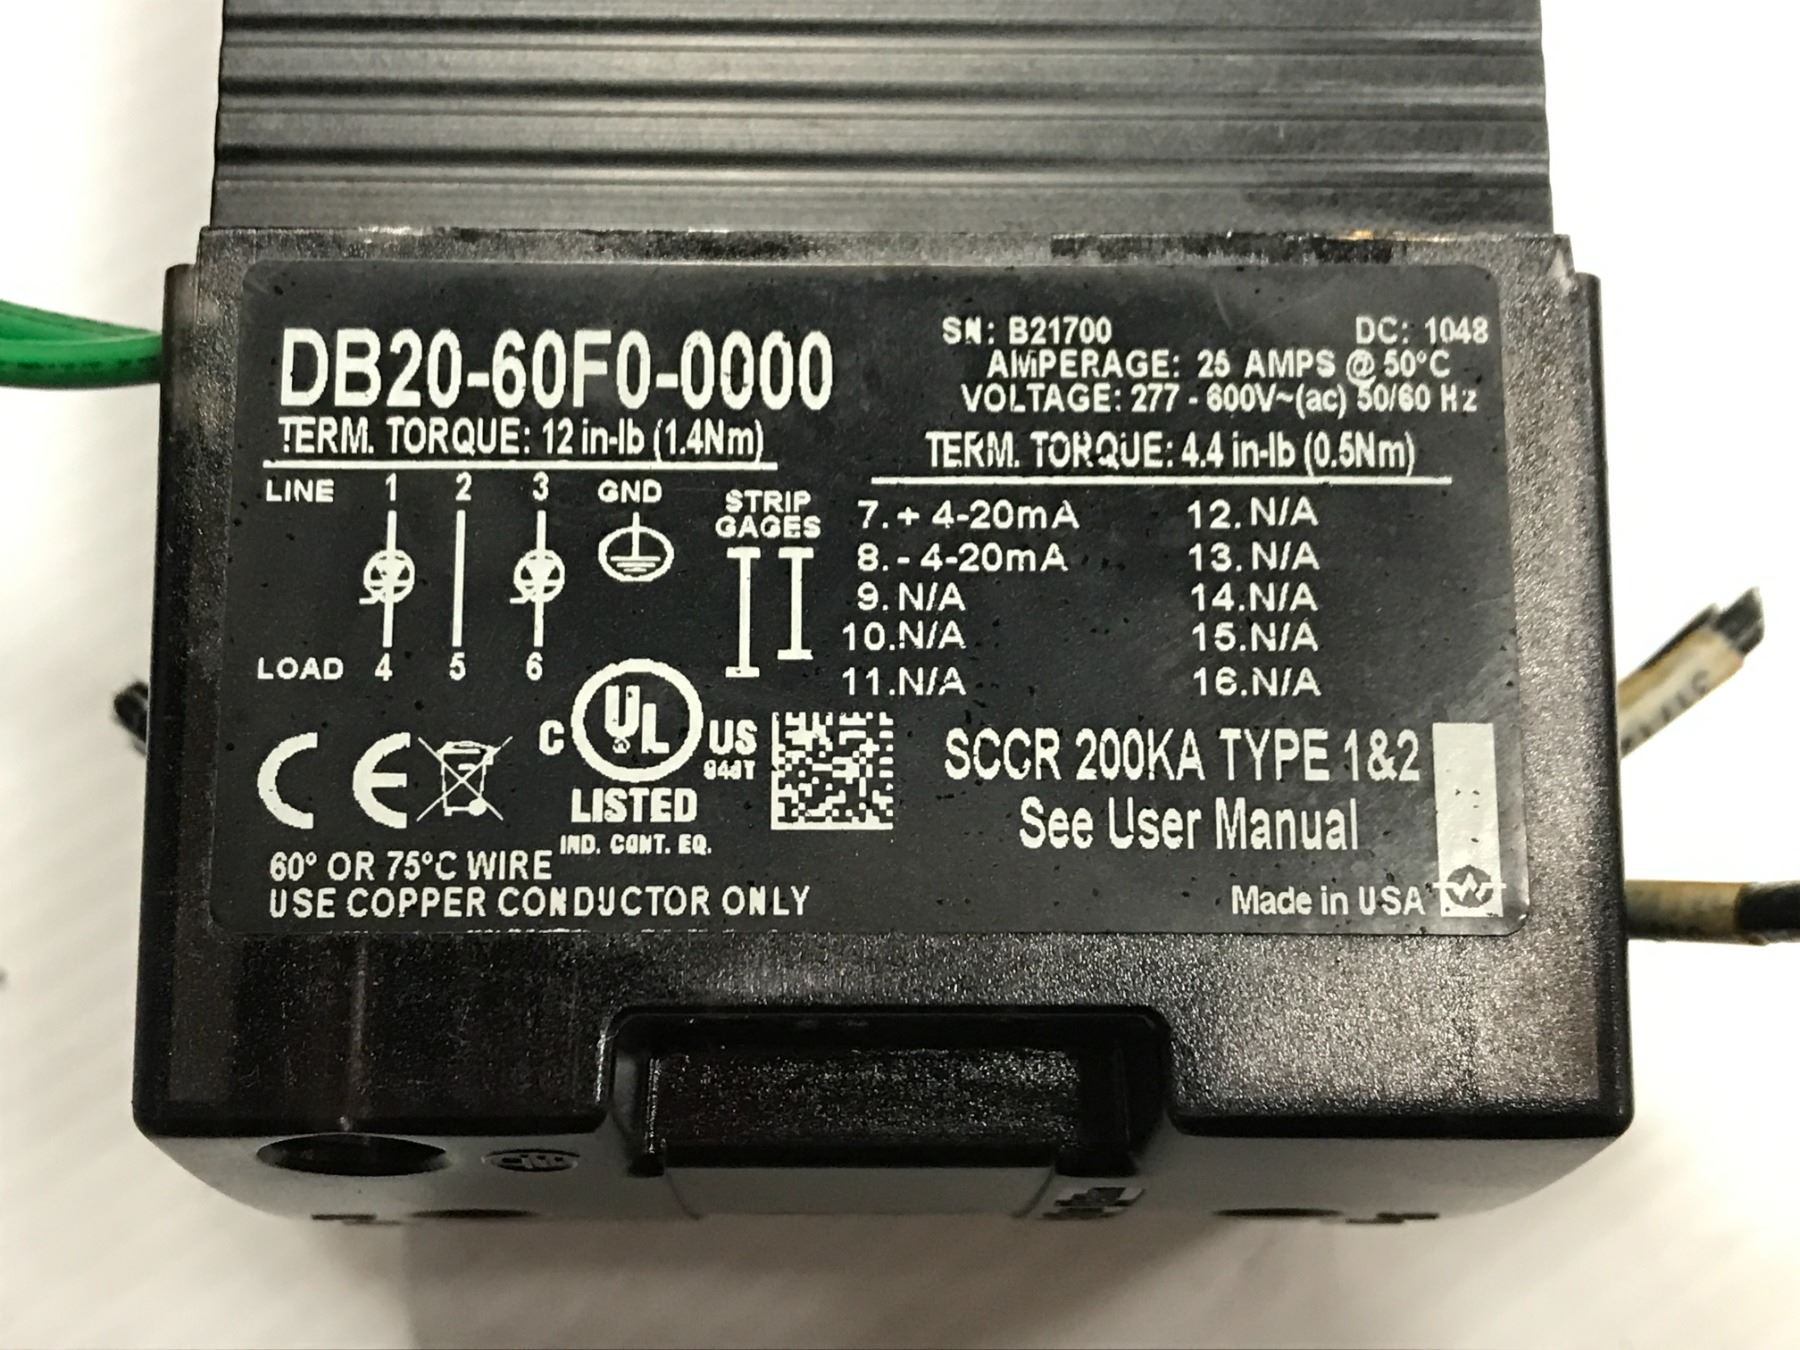 DB20-60F0-0000
TERM. TORQUE: 12 in-lb (1.4Nm)
SN: B21700 DC: 1048
AMPERAGE: 25 AMPS @ 50°C
VOLTAGE: 277 - 600V~(ac) 50/60 Hz
TERM. TORQUE: 4.4 in-lb (0.5Nm)
LINE 1 2 3 GND
LOAD 4 5 6
STRIP
GAGES
7. + 4-20mA
8. - 4-20mA
9. N/A
10. N/A
11. N/A
12. N/A
13. N/A
14. N/A
15. N/A
16. N/A
CE
C UL US
LISTED
IND. CONT. EQ.
60° OR 75°C WIRE
USE COPPER CONDUCTOR ONLY
SCCR 200KA TYPE 1&2
See User Manual
Made in USA